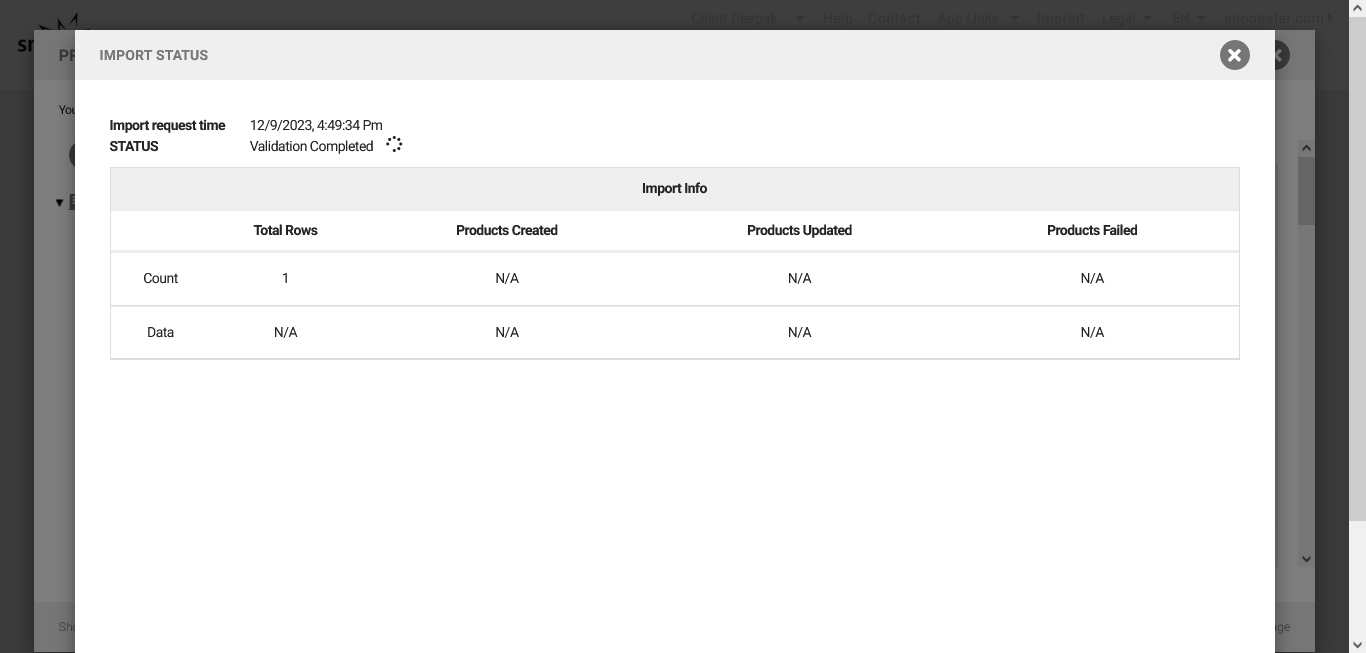 Client Deepak Help Contact App Links Imprint Legal EN snoopstar.com
IMPORT STATUS
You
Import request time 12/9/2023, 4:49:34 Pm
STATUS Validation Completed
Import Info
Total Rows Products Created Products Updated Products Failed
Count 1 N/A N/A N/A
Data N/A N/A N/A N/A